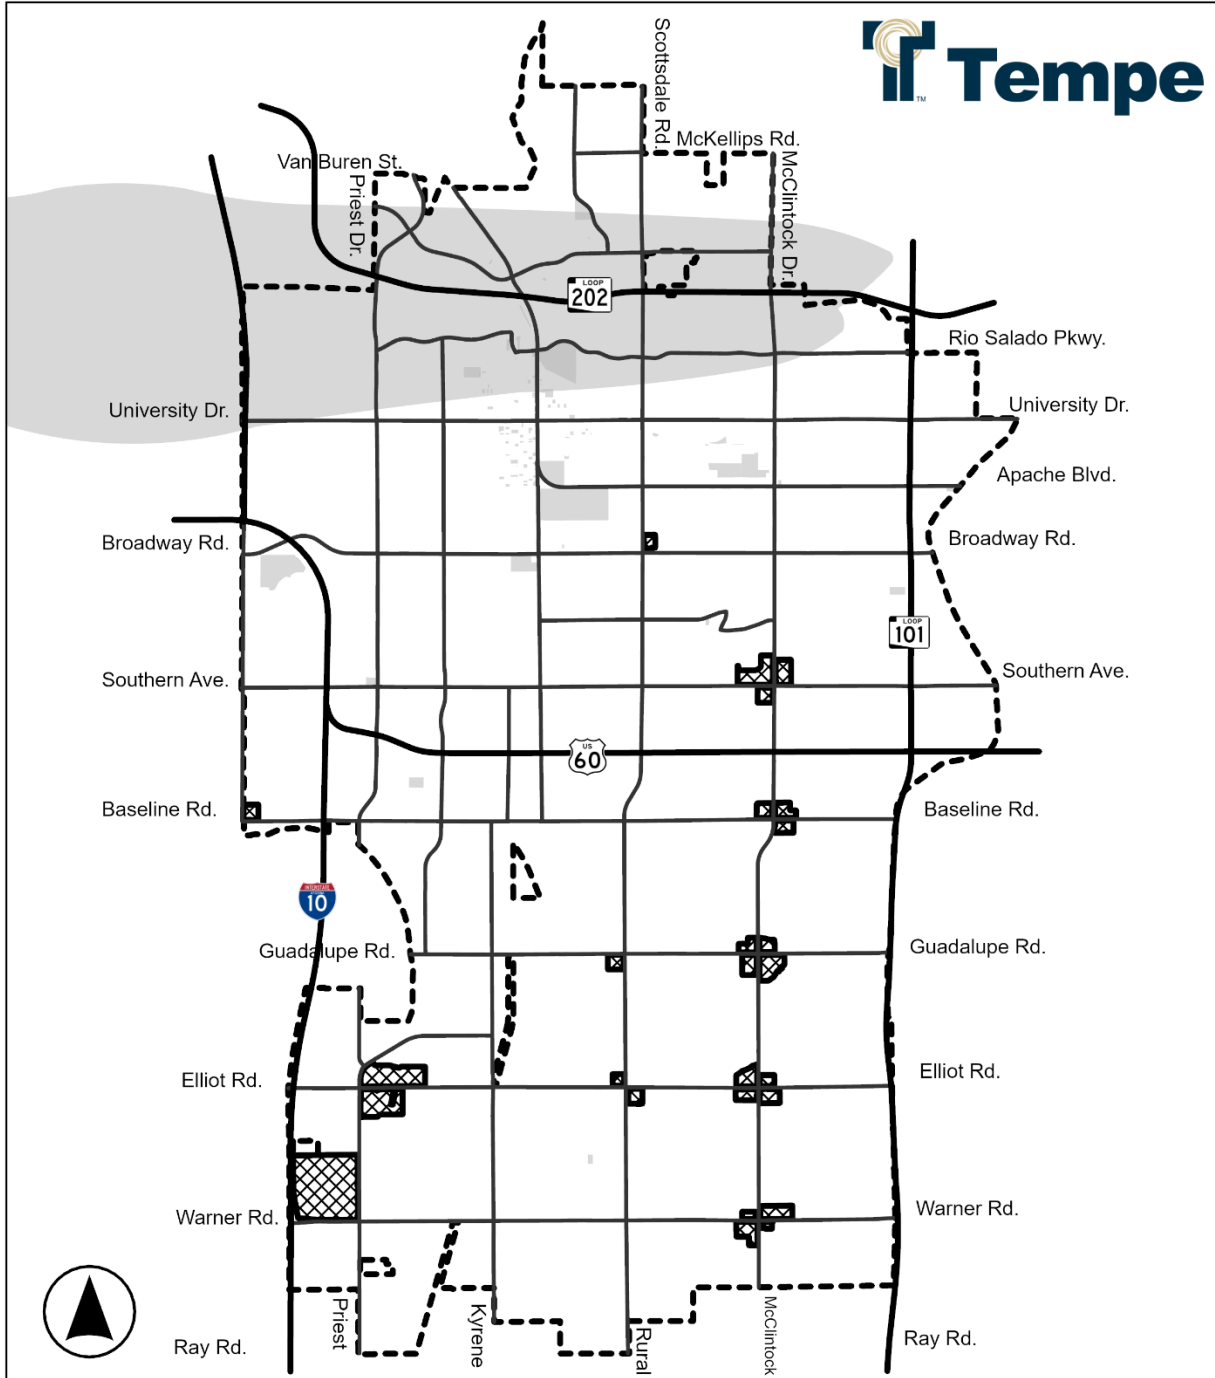 Tempe
TM
Scottsdale Rd.
McKellips Rd.
Van Buren St.
Priest Dr.
McClintock Dr.
LOOP
202
Rio Salado Pkwy.
University Dr.
University Dr.
Apache Blvd.
Broadway Rd.
Broadway Rd.
LOOP
101
Southern Ave.
Southern Ave.
US
60
Baseline Rd.
Baseline Rd.
INTERSTATE
10
Guadalupe Rd.
Guadalupe Rd.
Elliot Rd.
Elliot Rd.
Warner Rd.
Warner Rd.
Priest
Kyrene
Rural
McClintock
Ray Rd.
Ray Rd.